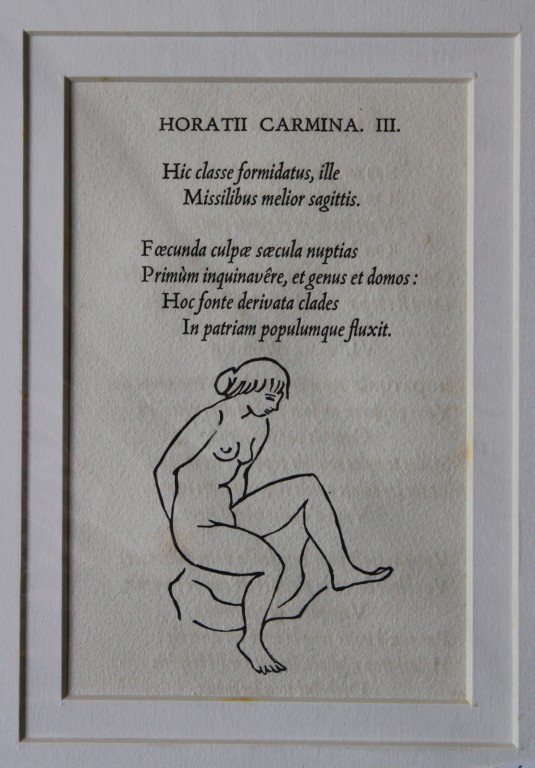 HORATII CARMINA. III.
Hic classe formidatus, ille
Missilibus melior sagittis.
Fœcunda culpæ sæcula nuptias
Primùm inquinavêre, et genus et domos :
Hoc fonte derivata clades
In patriam populumque fluxit.